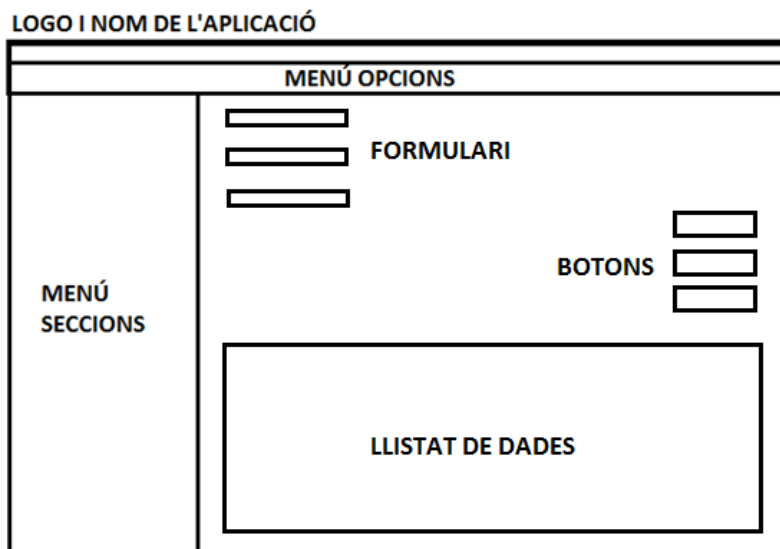 LOGO I NOM DE L'APLICACIÓ
MENÚ OPCIONS
FORMULARI
BOTONS
MENÚ
SECCIONS
LLISTAT DE DADES